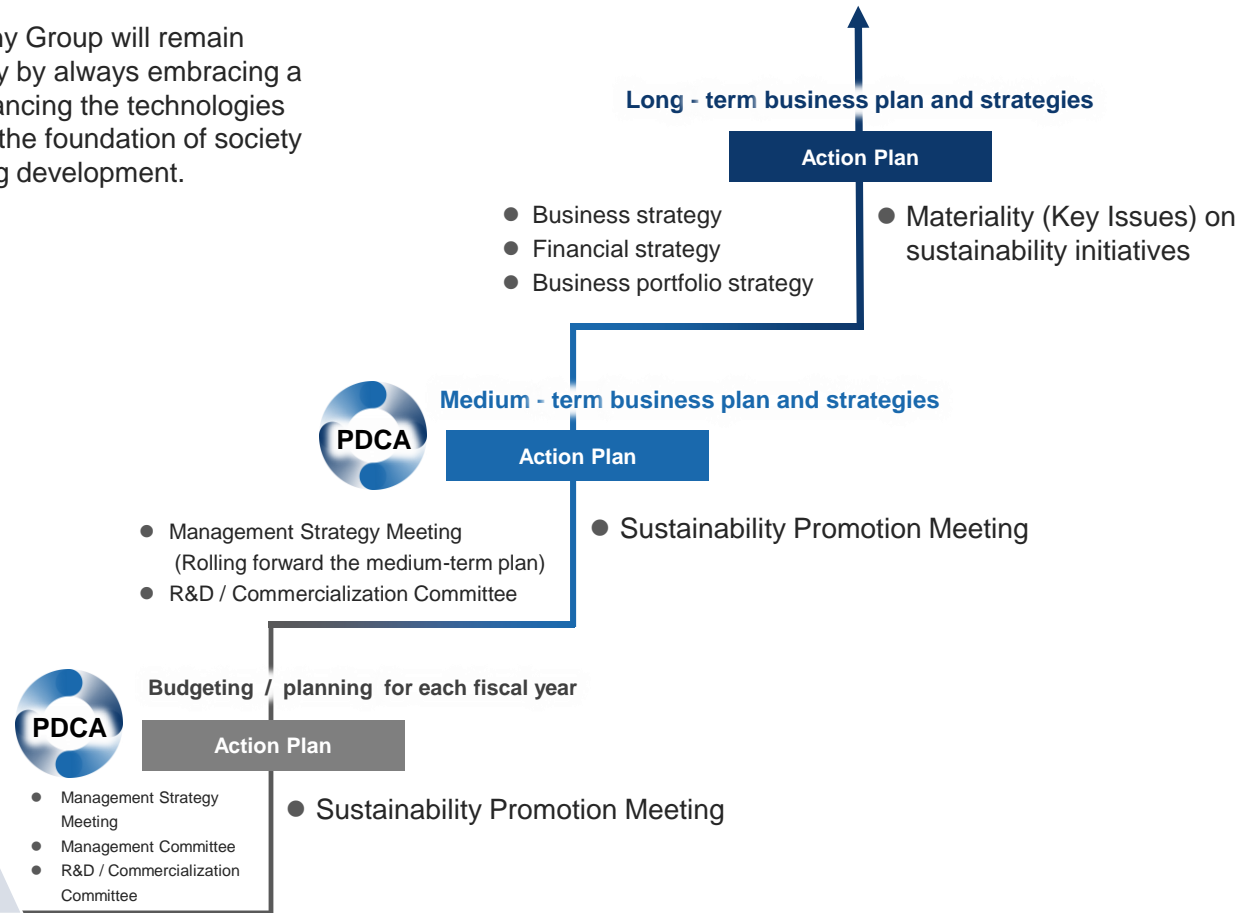 Group will remain
by always embracing a
the technologies
the foundation of society
development.
Long - term business plan and strategies
Action Plan
● Business strategy
● Financial strategy
● Business portfolio strategy
● Materiality (Key Issues) on
sustainability initiatives
PDCA
Medium - term business plan and strategies
Action Plan
● Management Strategy Meeting
(Rolling forward the medium-term plan)
● R&D / Commercialization Committee
● Sustainability Promotion Meeting
PDCA
Budgeting / planning for each fiscal year
Action Plan
● Management Strategy
Meeting
● Management Committee
● R&D / Commercialization
Committee
● Sustainability Promotion Meeting